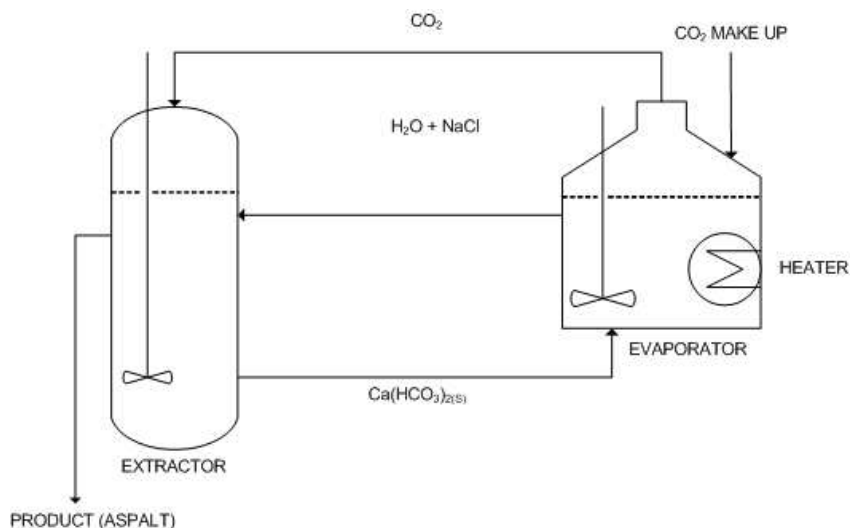 CO₂
CO₂ MAKE UP
H₂O + NaCl
HEATER
EVAPORATOR
Ca(HCO₃)₂(S)
EXTRACTOR
PRODUCT (ASPALT)